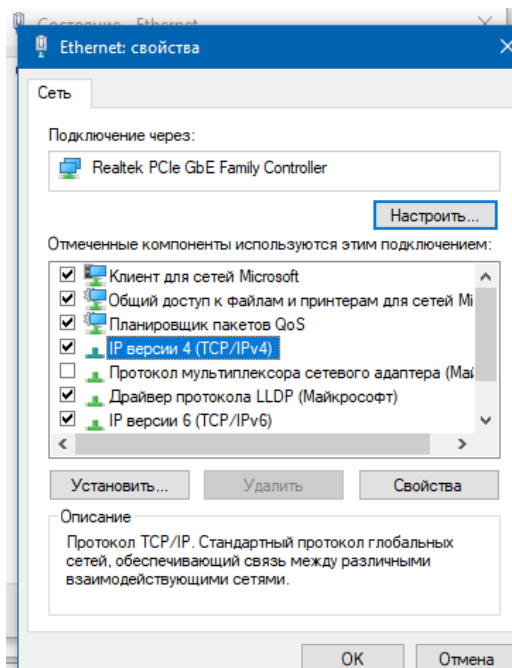 Состояние - Ethernet
Ethernet: свойства
Сеть
Подключение через:
Realtek PCIe GbE Family Controller
Настроить...
Отмеченные компоненты используются этим подключением:
Клиент для сетей Microsoft
Общий доступ к файлам и принтерам для сетей Mi
Планировщик пакетов QoS
IP версии 4 (TCP/IPv4)
Протокол мультиплексора сетевого адаптера (Май
Драйвер протокола LLDP (Майкрософт)
IP версии 6 (TCP/IPv6)
Установить...
Удалить
Свойства
Описание
Протокол TCP/IP. Стандартный протокол глобальных
сетей, обеспечивающий связь между различными
взаимодействующими сетями.
OK
Отмена